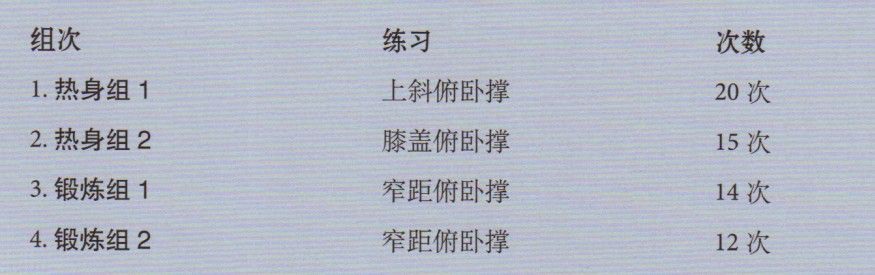 组次 练习 次数
1. 热身组 1 上斜俯卧撑 20 次
2. 热身组 2 膝盖俯卧撑 15 次
3. 锻炼组 1 窄距俯卧撑 14 次
4. 锻炼组 2 窄距俯卧撑 12 次